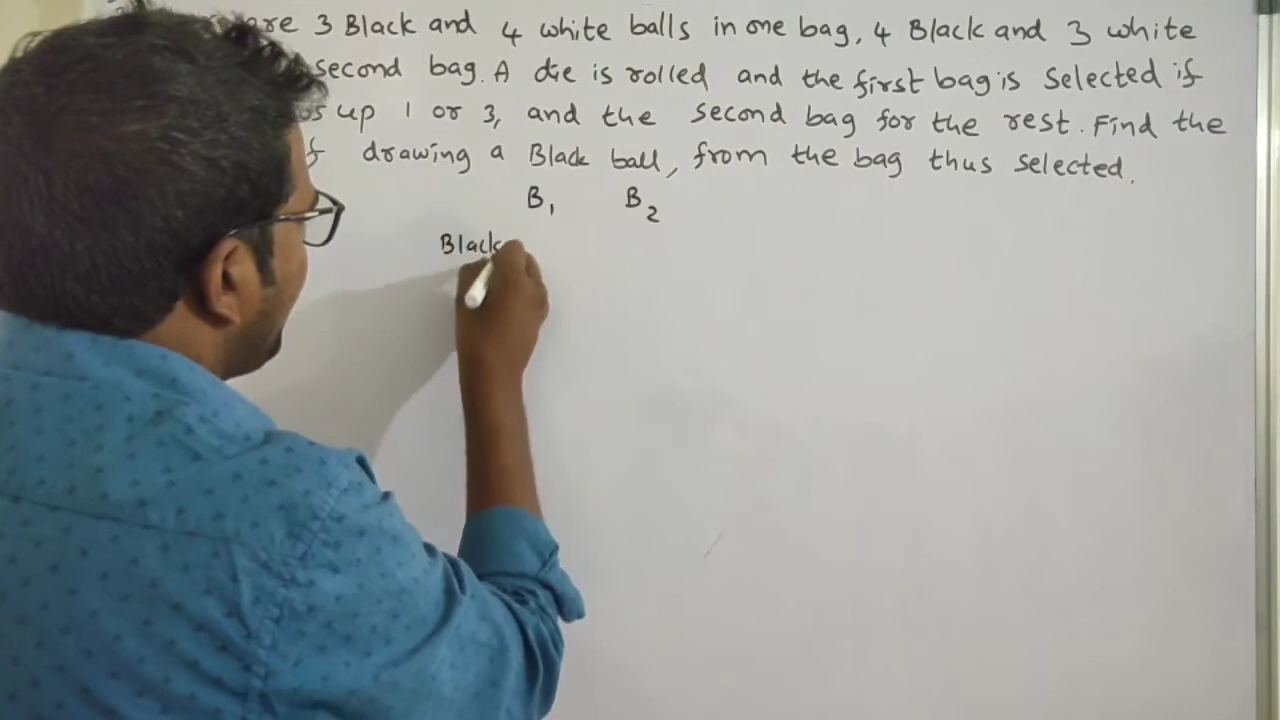 are 3 Black and 4 white balls in one bag, 4 Black and 3 white
second bag. A die is rolled and the first bag is selected if
up 1 or 3, and the second bag for the rest. Find the
drawing a Black ball, from the bag thus selected.
B1 B2
Black